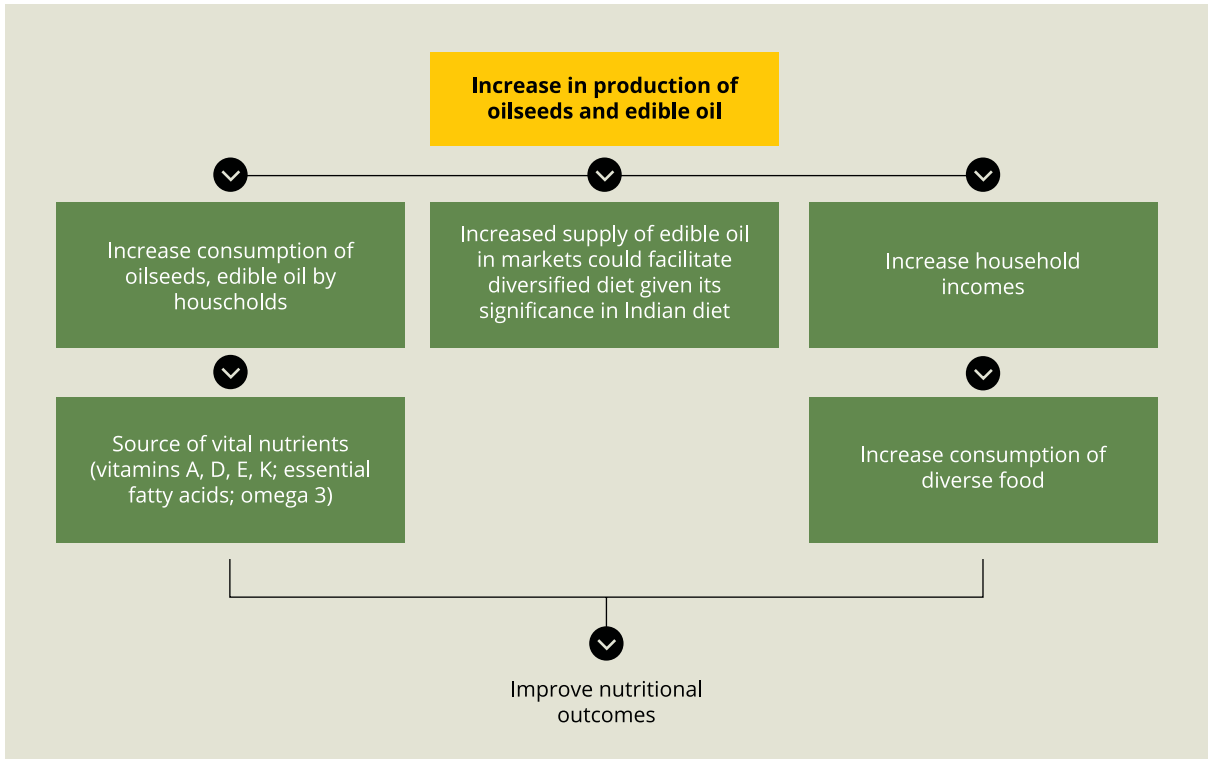 Increase in production of
oilseeds and edible oil
Increase consumption of
oilseeds, edible oil by
houscholds
Increased supply of edible oil
in markets could facilitate
diversified diet given its
significance in Indian diet
Increase household
incomes
Source of vital nutrients
(vitamins A, D, E, K; essential
fatty acids; omega 3)
Increase consumption of
diverse food
Improve nutritional
outcomes